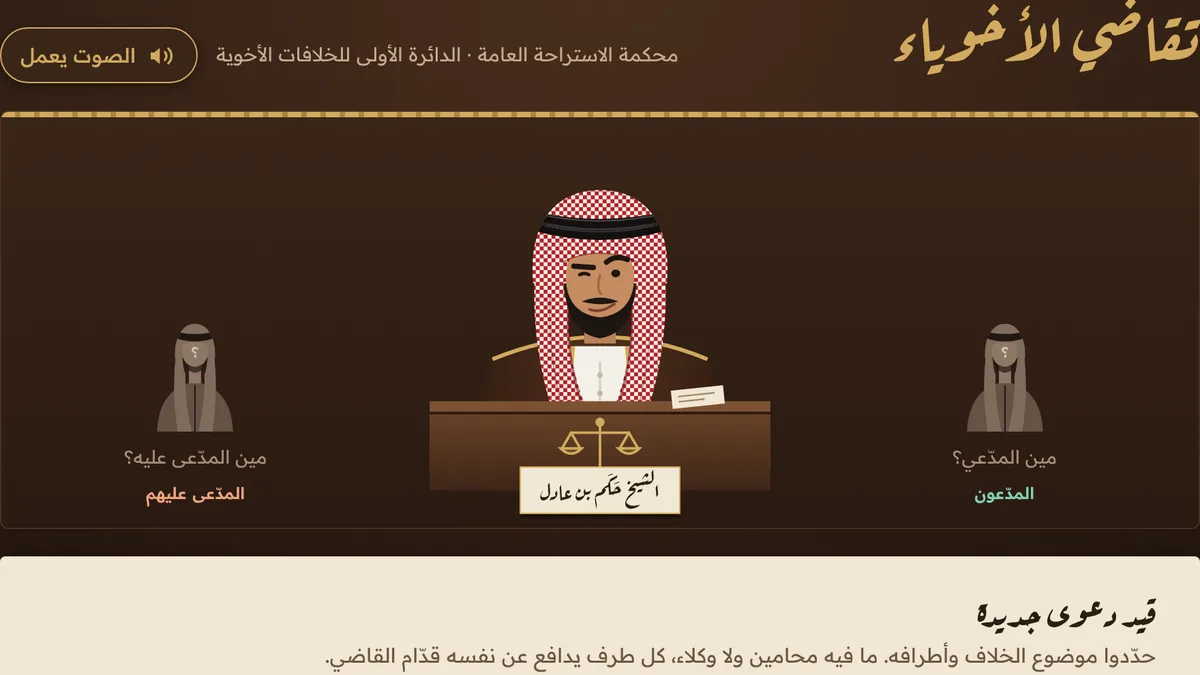 تقاضي الأخوياء
محكمة الاستراحة العامة · الدائرة الأولى للخلافات الأخوية
الصوت يعمل
؟
؟
مين المدّعي؟
المدّعون
الشيخ حَكَم بن عادل
مين المدّعى عليه؟
المدّعى عليهم
قيد دعوى جديدة
حدّدوا موضوع الخلاف وأطرافه. ما فيه محامين ولا وكلاء، كل طرف يدافع عن نفسه قدّام القاضي.